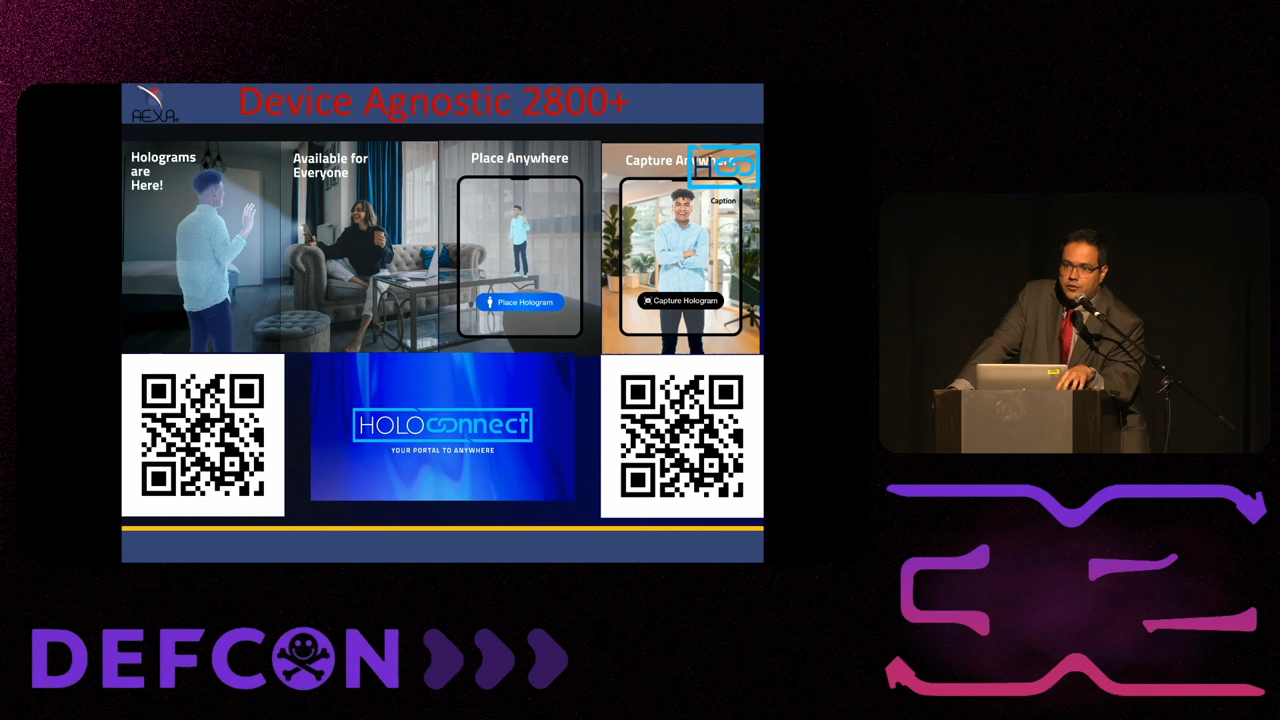 AEXA
Device Agnostic 2800+
Holograms
are
Here!
Available for
Everyone
Place Anywhere
Place Hologram
Capture Anywhere
Caption
Capture Hologram
HOLOconnect
YOUR PORTAL TO ANYWHERE
DEFCON